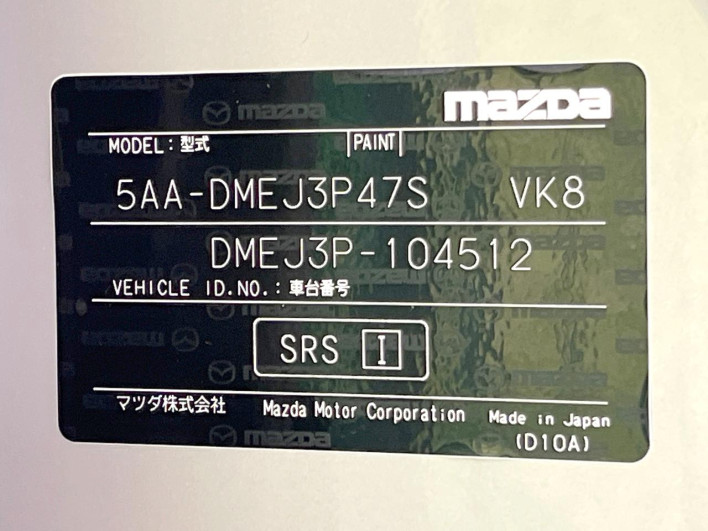 mazda
MODEL: 型式 PAINT
5AA-DMEJ3P47S VK8
DMEJ3P-104512
VEHICLE ID.NO.: 車台番号
SRS I
マツダ株式会社 Mazda Motor Corporation Made in Japan
(D10A)